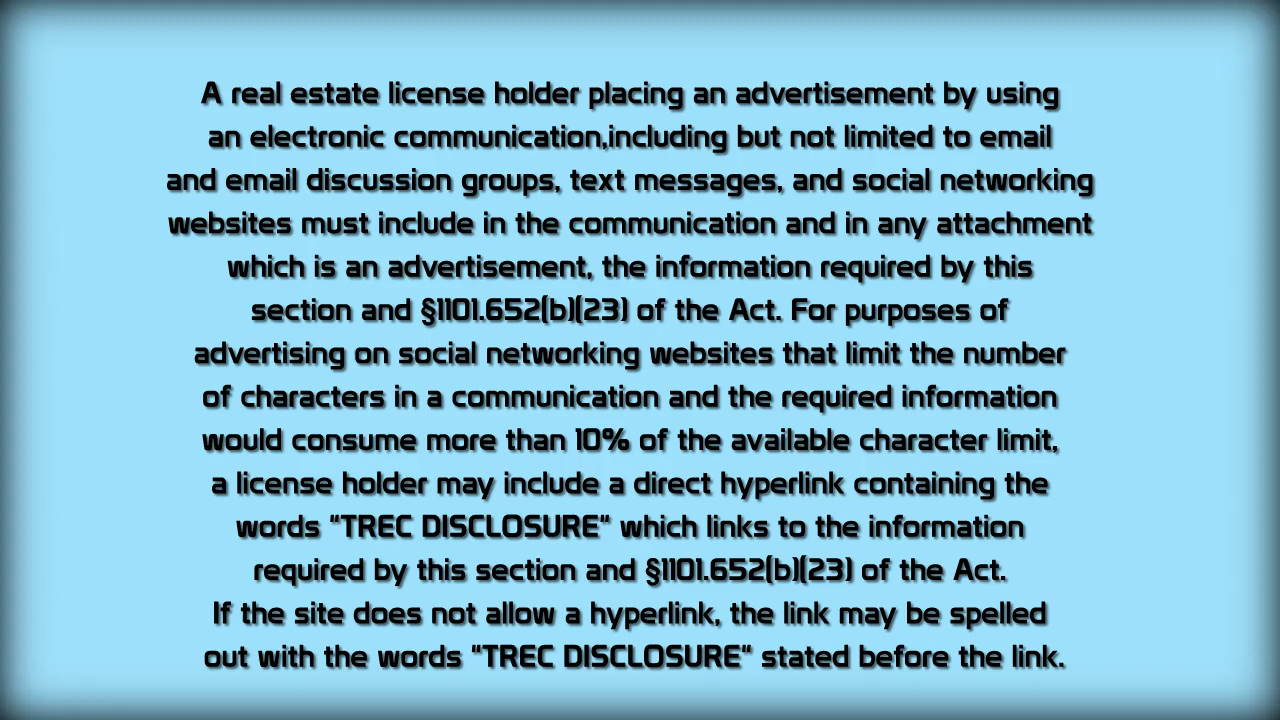 A real estate license holder placing an advertisement by using
an electronic communication,including but not limited to email
and email discussion groups, text messages, and social networking
websites must include in the communication and in any attachment
which is an advertisement, the information required by this
section and §1101.652(b)(23) of the Act. For purposes of
advertising on social networking websites that limit the number
of characters in a communication and the required information
would consume more than 10% of the available character limit,
a license holder may include a direct hyperlink containing the
words "TREC DISCLOSURE" which links to the information
required by this section and §1101.652(b)(23) of the Act.
If the site does not allow a hyperlink, the link may be spelled
out with the words "TREC DISCLOSURE" stated before the link.